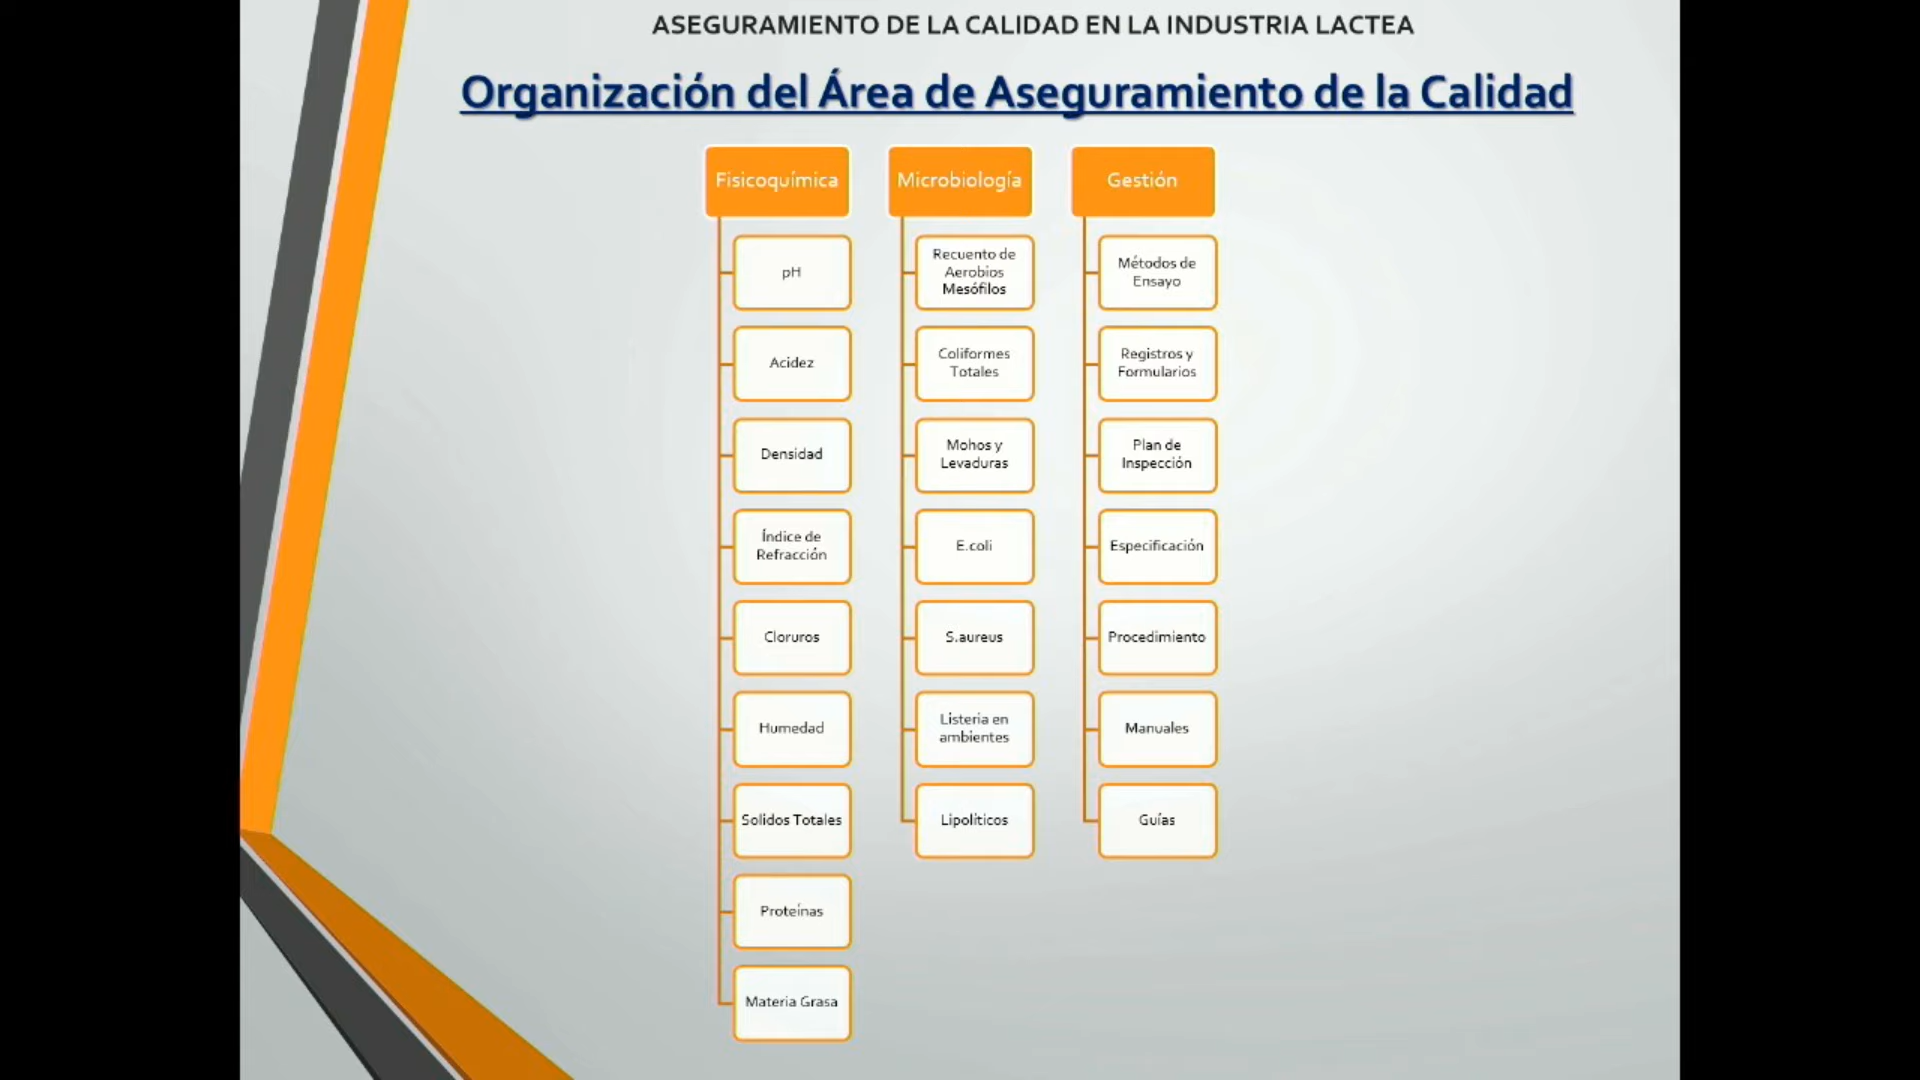 ASEGURAMIENTO DE LA CALIDAD EN LA INDUSTRIA LACTEA
Organización del Área de Aseguramiento de la Calidad
Fisicoquímica
pH
Acidez
Densidad
Índice de
Refracción
Cloruros
Humedad
Solidos Totales
Proteínas
Materia Grasa
Microbiología
Recuento de
Aerobios
Mesófilos
Coliformes
Totales
Mohos y
Levaduras
E.coli
S.aureus
Listeria en
ambientes
Lipolíticos
Gestión
Métodos de
Ensayo
Registros y
Formularios
Plan de
Inspección
Especificación
Procedimiento
Manuales
Guías